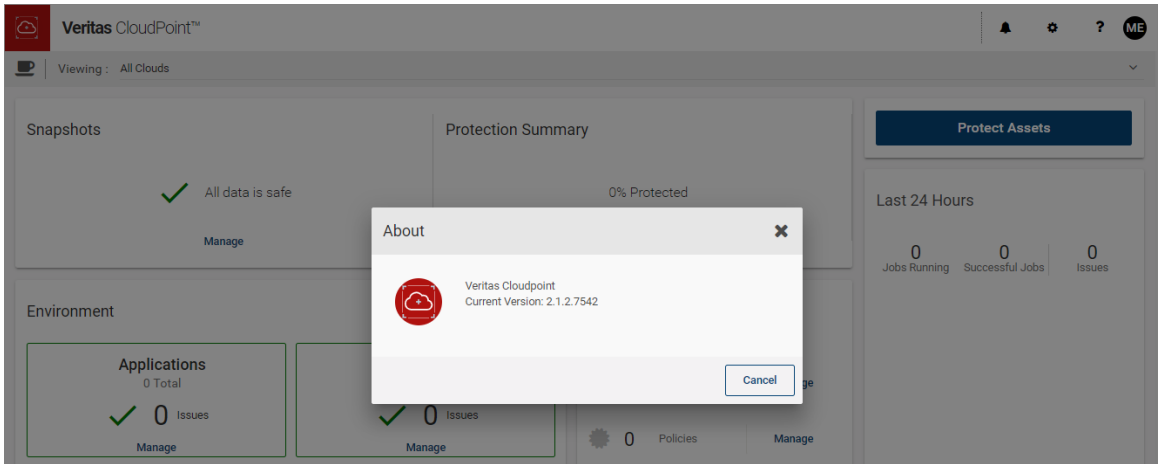 Veritas CloudPoint™
? ME
Viewing : All Clouds
Snapshots
All data is safe
Manage
Protection Summary
0% Protected
Protect Assets
Last 24 Hours
0 0 0
Jobs Running Successful Jobs Issues
About
Veritas Cloudpoint
Current Version: 2.1.2.7542
Cancel
Environment
Applications
0 Total
0 Issues
Manage
0 Issues
Manage
0 Policies Manage